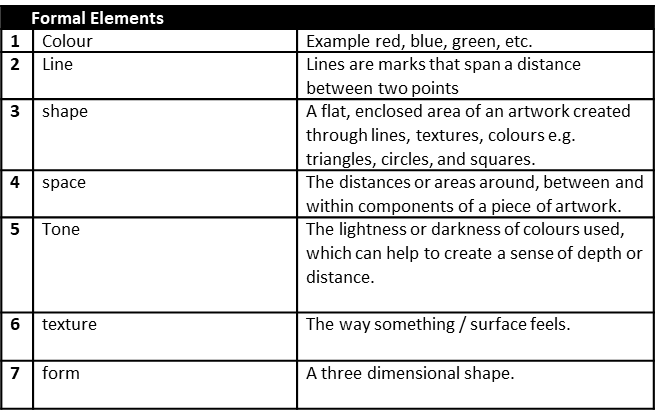 Formal Elements
1 Colour Example red, blue, green, etc.
2 Line Lines are marks that span a distance
between two points
3 shape A flat, enclosed area of an artwork created
through lines, textures, colours e.g.
triangles, circles, and squares.
4 space The distances or areas around, between and
within components of a piece of artwork.
5 Tone The lightness or darkness of colours used,
which can help to create a sense of depth or
distance.
6 texture The way something / surface feels.
7 form A three dimensional shape.